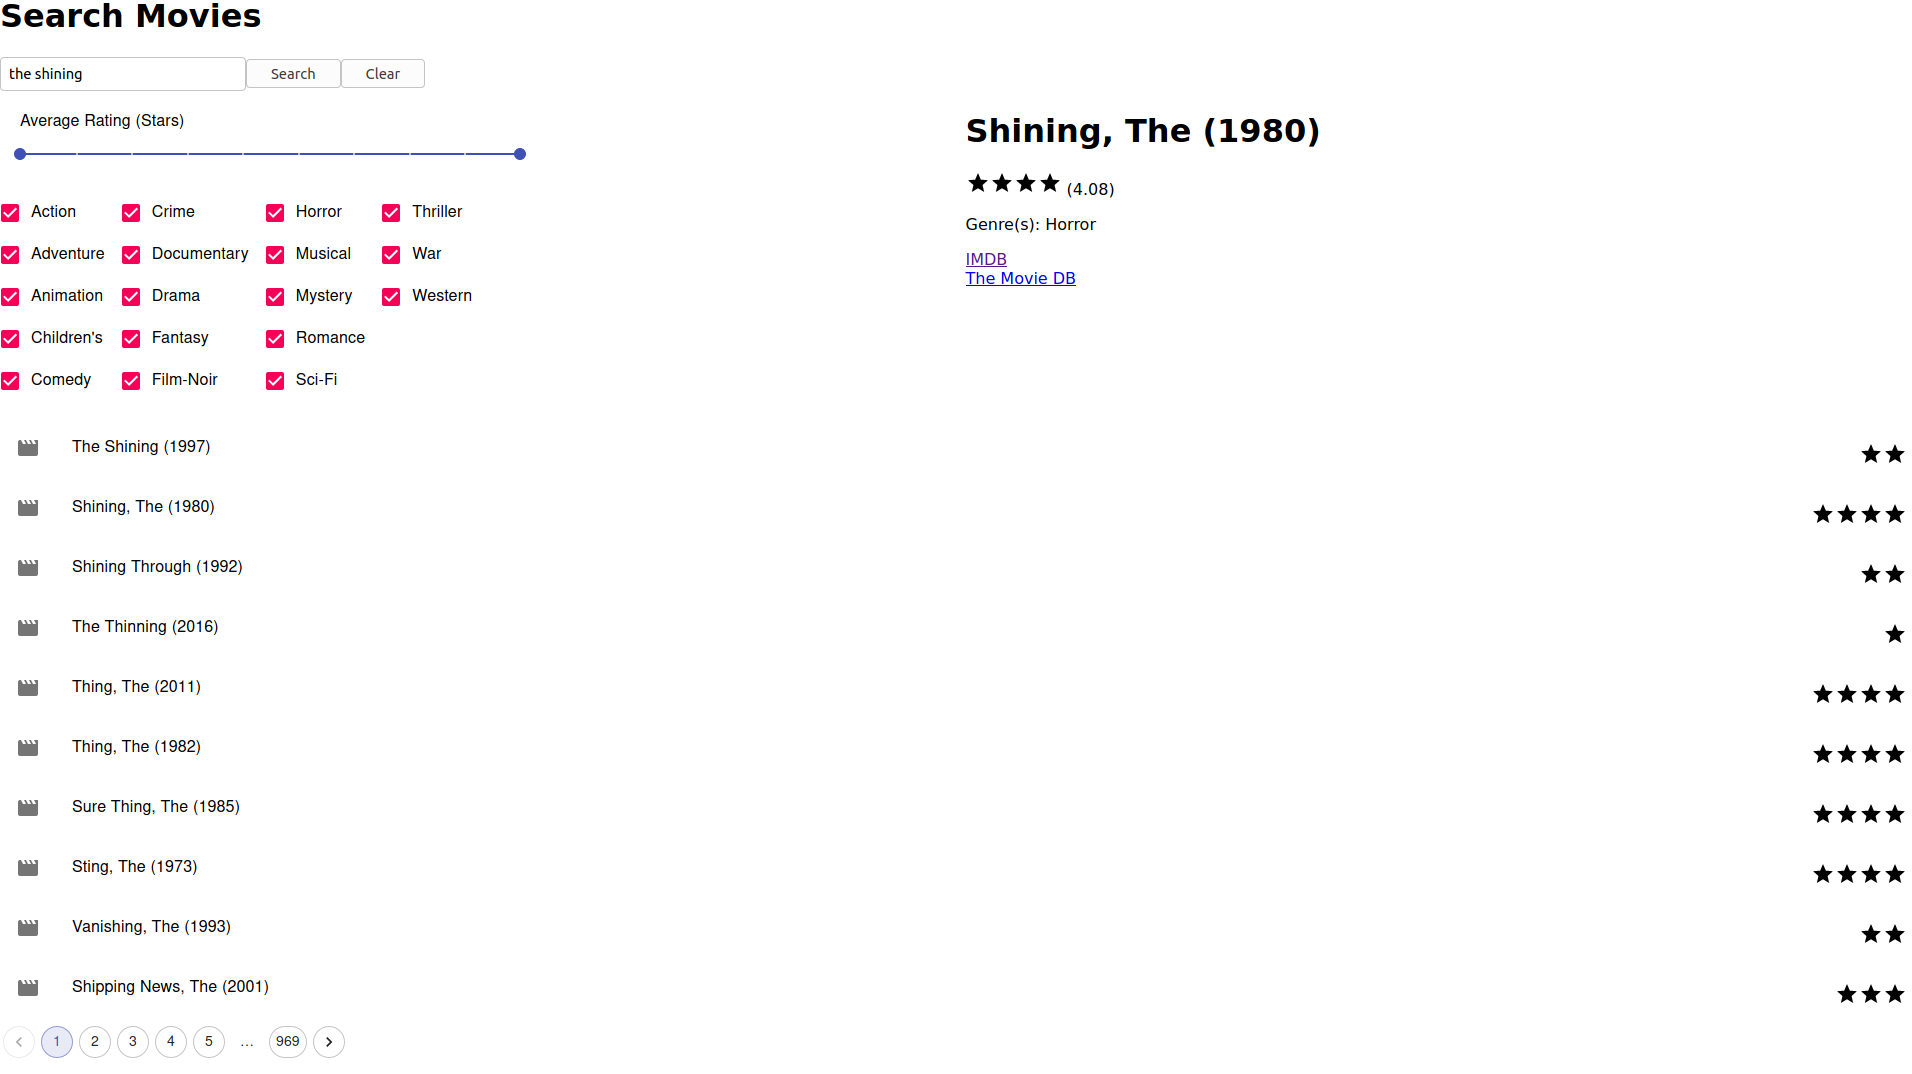 Search Movies
the shining Search Clear
Average Rating (Stars)
Action Crime Horror Thriller
Adventure Documentary Musical War
Animation Drama Mystery Western
Children's Fantasy Romance
Comedy Film-Noir Sci-Fi
Shining, The (1980)
(4.08)
Genre(s): Horror
IMDB
The Movie DB
The Shining (1997)
Shining, The (1980)
Shining Through (1992)
The Thinning (2016)
Thing, The (2011)
Thing, The (1982)
Sure Thing, The (1985)
Sting, The (1973)
Vanishing, The (1993)
Shipping News, The (2001)
1 2 3 4 5 ... 969